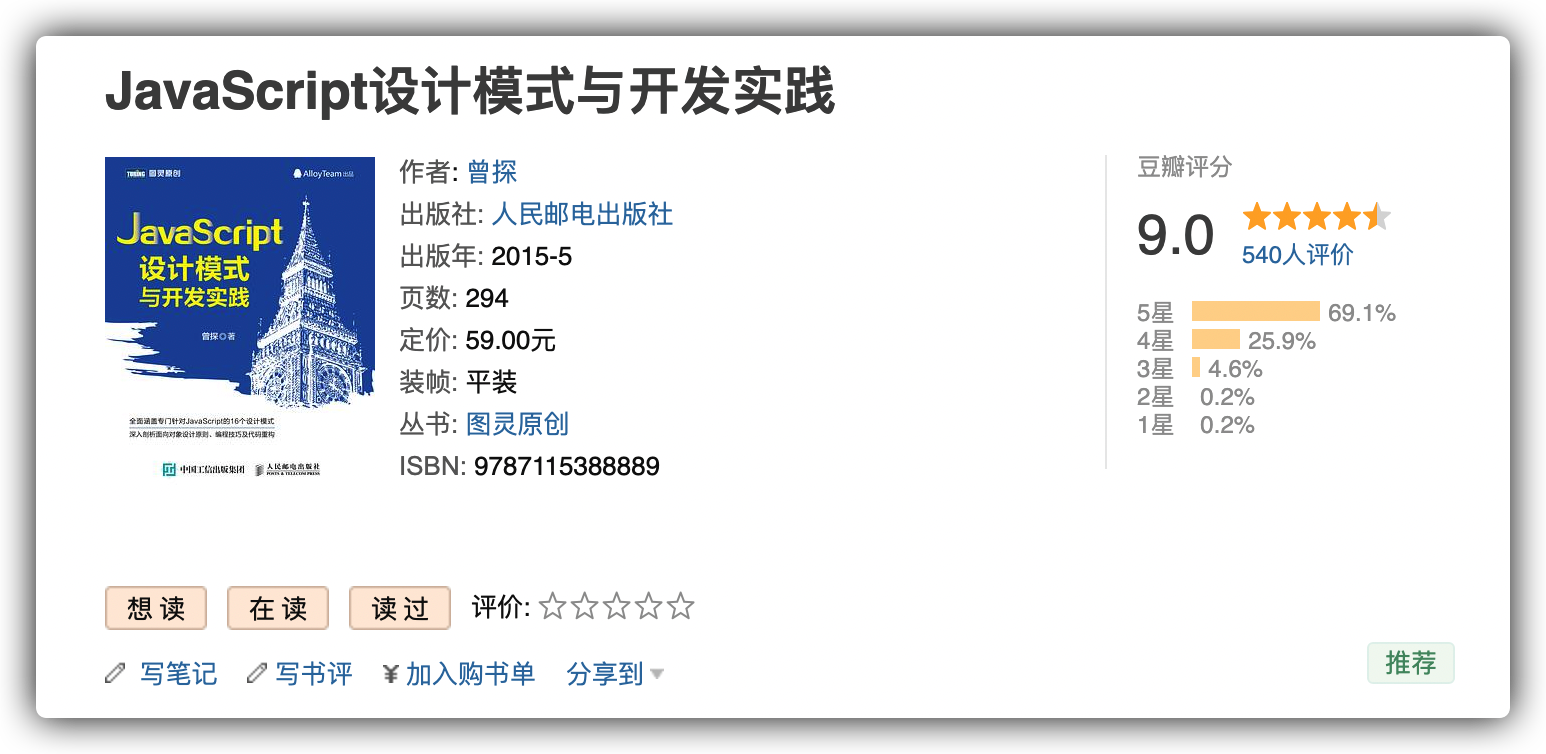 JavaScript设计模式与开发实践
TURING 图灵原创
AlloyTeam 出品
JavaScript
设计模式
与开发实践
曾探◎著
全面涵盖专门针对JavaScript的16个设计模式
深入剖析面向对象设计原则、编程技巧及代码重构
中国工信出版集团
人民邮电出版社
POSTS & TELECOM PRESS
作者: 曾探
出版社: 人民邮电出版社
出版年: 2015-5
页数: 294
定价: 59.00元
装帧: 平装
丛书: 图灵原创
ISBN: 9787115388889
豆瓣评分
9.0
540人评价
5星 69.1%
4星 25.9%
3星 4.6%
2星 0.2%
1星 0.2%
想读 在读 读过 评价:
写笔记 写书评 ¥加入购书单 分享到
推荐